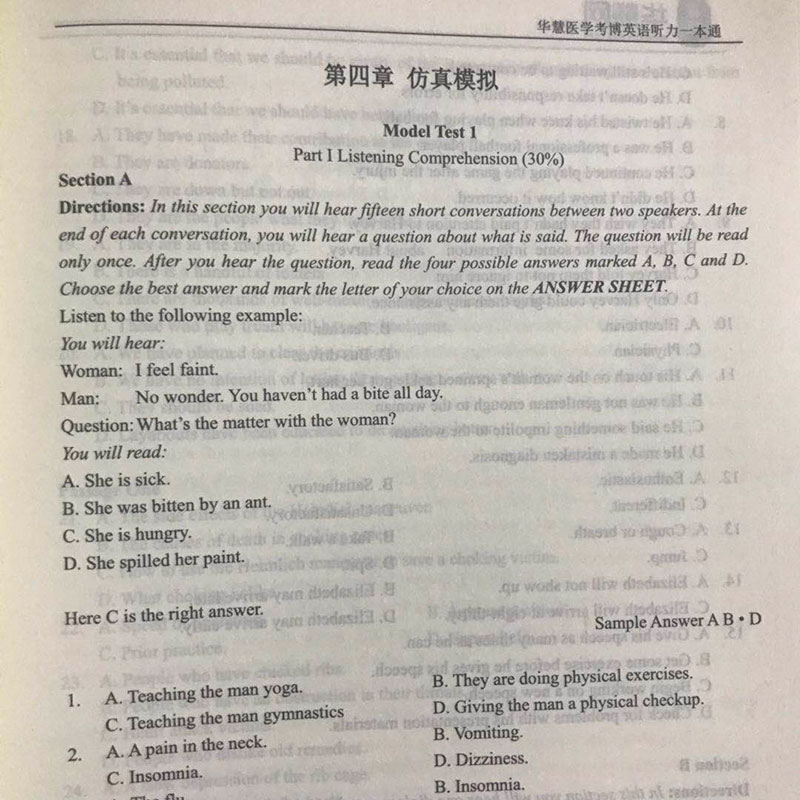 华慧医学考博英语听力一本通
第四章 仿真模拟
Model Test 1
Part I Listening Comprehension (30%)
Section A
Directions: In this section you will hear fifteen short conversations between two speakers. At the
end of each conversation, you will hear a question about what is said. The question will be read
only once. After you hear the question, read the four possible answers marked A, B, C and D.
Choose the best answer and mark the letter of your choice on the ANSWER SHEET.
Listen to the following example:
You will hear:
Woman: I feel faint.
Man: No wonder. You haven't had a bite all day.
Question: What's the matter with the woman?
You will read:
A. She is sick.
B. She was bitten by an ant.
C. She is hungry.
D. She spilled her paint.
Here C is the right answer.
Sample Answer A B • D
1. A. Teaching the man yoga. B. They are doing physical exercises.
C. Teaching the man gymnastics D. Giving the man a physical checkup.
2. A. A pain in the neck. B. Vomiting.
C. Insomnia. D. Dizziness.
B. Insomnia.